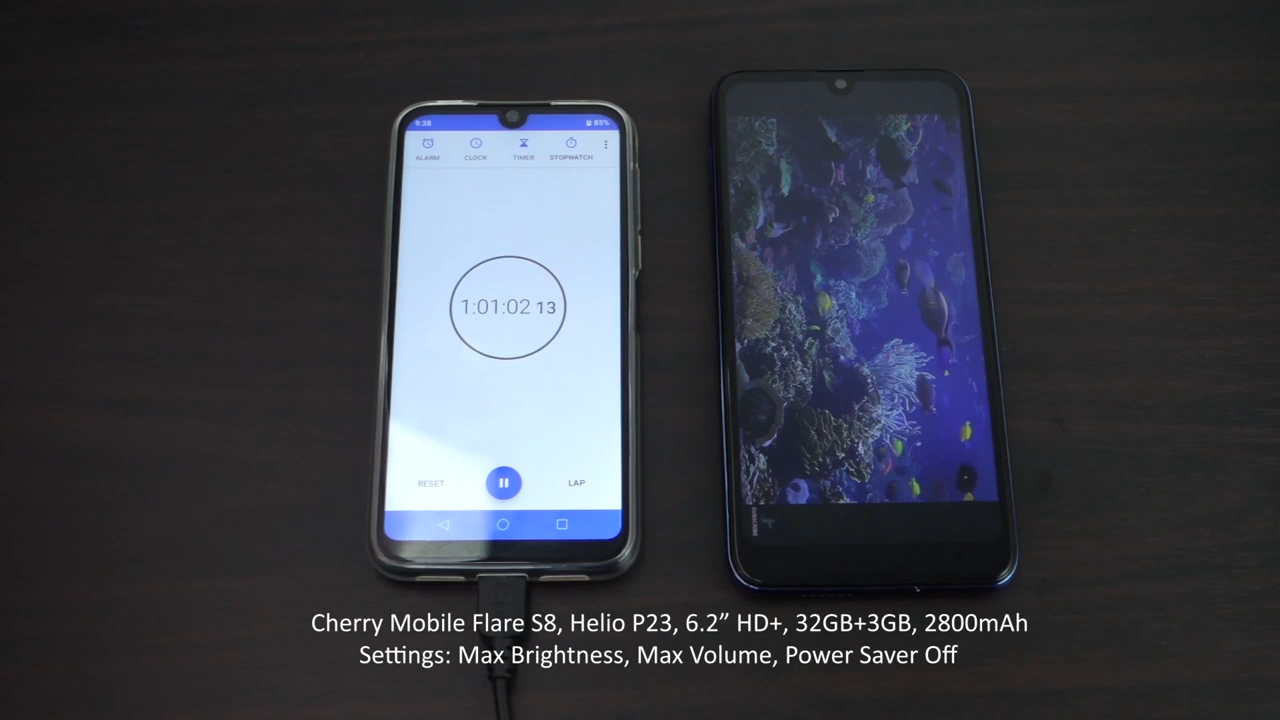 9:38
85%
ALARM
CLOCK
TIMER
STOPWATCH
1:01:02 13
RESET
LAP
SUBSCRIBE
Cherry Mobile Flare S8, Helio P23, 6.2” HD+, 32GB+3GB, 2800mAh
Settings: Max Brightness, Max Volume, Power Saver Off